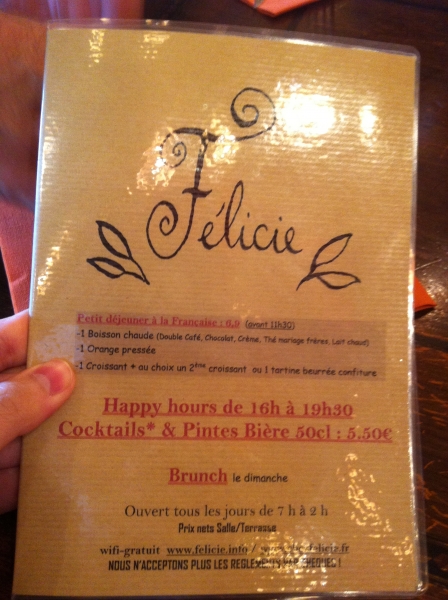 Félicie
Petit déjeuner à la Française : (avant 11h30)
-1 Boisson chaude (Double Café, Chocolat, Crème, Thé mariage frères, Lait chaud)
-1 Orange pressée
-1 Croissant + au choix un 2ème croissant ou 1 tartine beurrée confiture
Happy hours de 16h à 19h30
Cocktails* & Pintes Bière 50cl : 5.50€
Brunch le dimanche
Ouvert tous les jours de 7 h à 2 h
Prix nets Salle/Terrasse
wifi-gratuit www.felicie.info /
NOUS N'ACCEPTONS PLUS LES REGLEMENTS PAR CHEQUES !